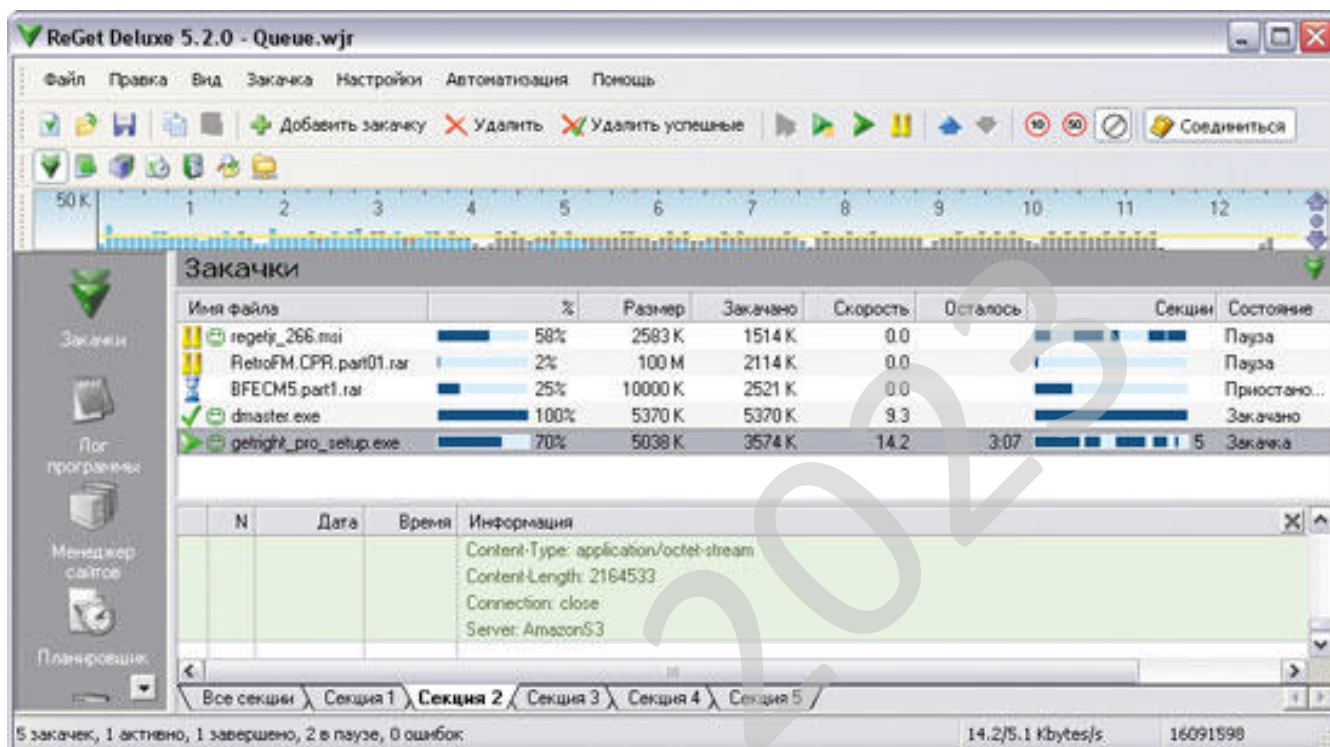 ReGet Deluxe 5.2.0 - Queue.wjr
Файл Правка Вид Закачка Настройки Автоматизация Помощь
Добавить закачку Удалить Удалить успешные 10 50 Соединиться
50 K 1 2 3 4 5 6 7 8 9 10 11 12
Закачки
Имя файла % Размер Закачано Скорость Осталось Секции Состояние
regetjr_266.msi 58% 2583 K 1514 K 0.0 Пауза
RetroFM.CPR.part01.rar 2% 100 M 2114 K 0.0 Пауза
BFECM5.part1.rar 25% 10000 K 2521 K 0.0 Приостано...
dmaster.exe 100% 5370 K 5370 K 9.3 Закачано
getright_pro_setup.exe 70% 5038 K 3574 K 14.2 3:07 5 Закачка
Закачки
Лог
программы
Менеджер
сайтов
Планировщик
N Дата Время Информация
Content-Type: application/octet-stream
Content-Length: 2164533
Connection: close
Server: AmazonS3
Все секции Секция 1 Секция 2 Секция 3 Секция 4 Секция 5
5 закачек, 1 активно, 1 завершено, 2 в паузе, 0 ошибок 14.2/5.1 Kbytes/s 16091598
2023